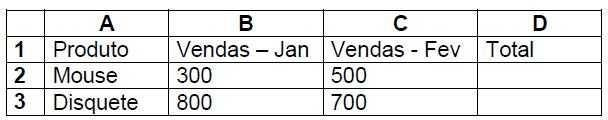 A B C D
1 Produto Vendas – Jan Vendas - Fev Total
2 Mouse 300 500
3 Disquete 800 700